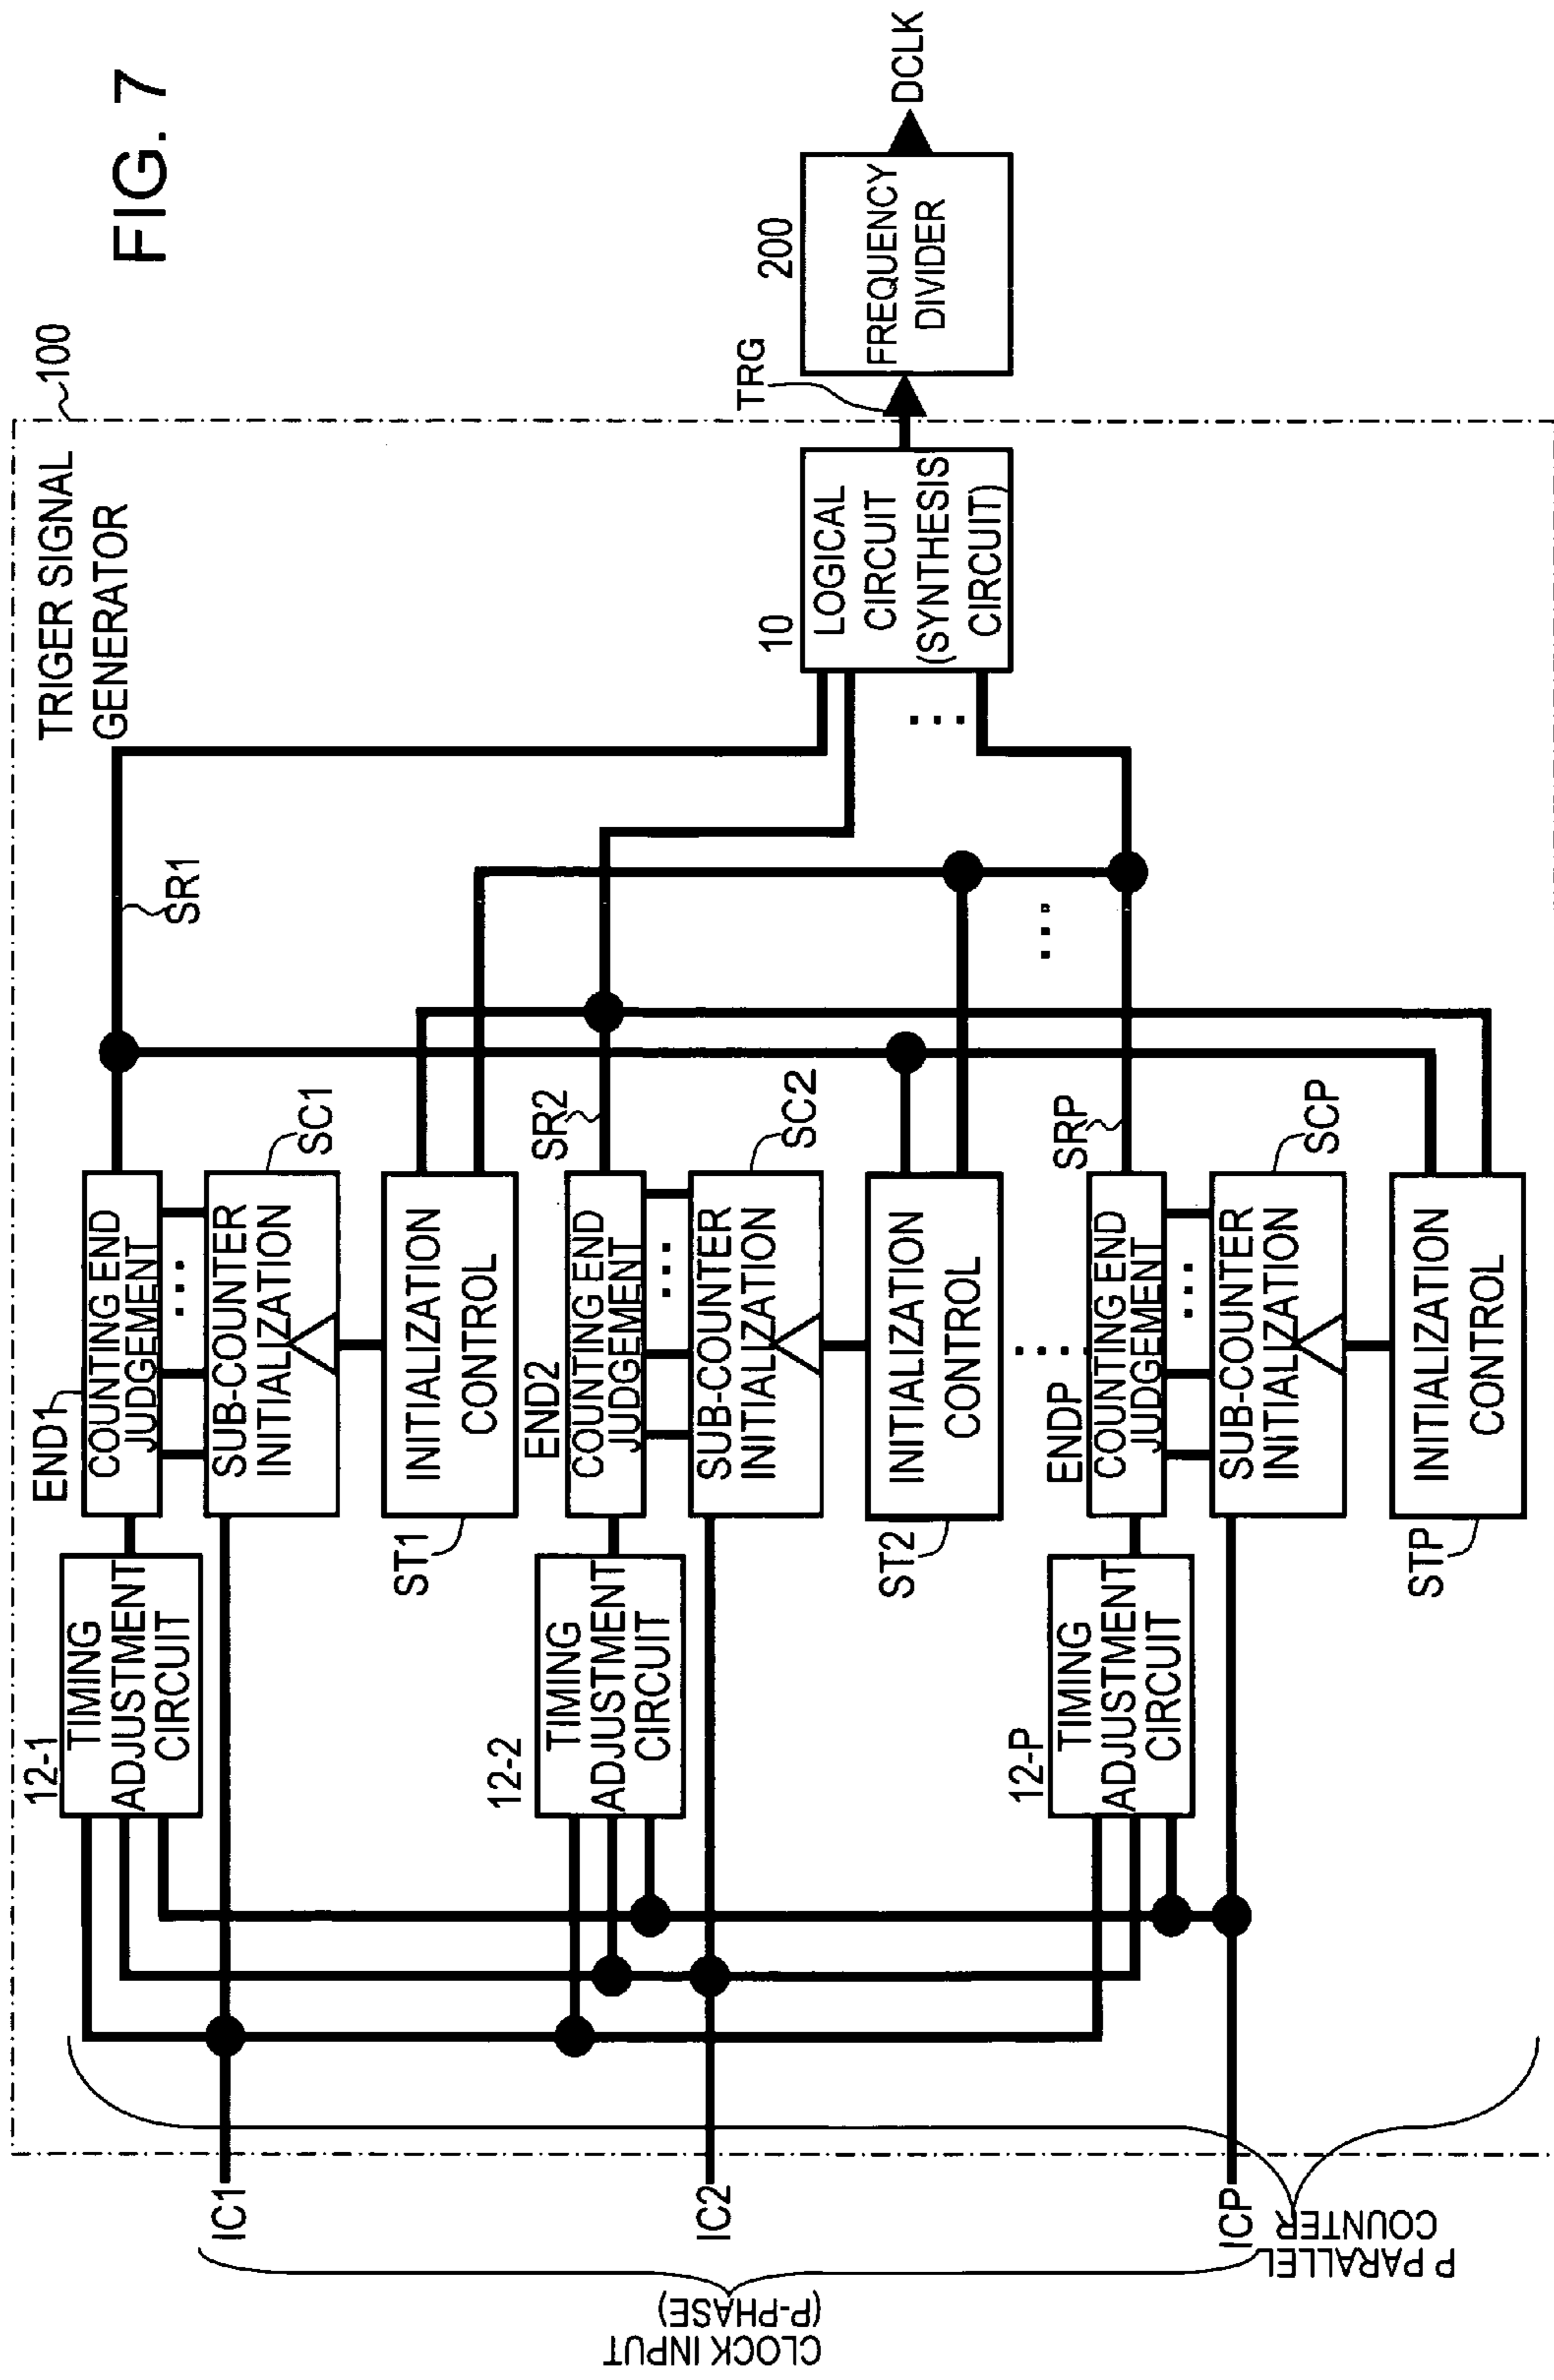 FIG. 7
100
TRIGER SIGNAL
GENERATOR
END1
COUNTING END
JUDGEMENT
SC1
SUB-COUNTER
INITIALIZATION
ST1
INITIALIZATION
CONTROL
12-1
TIMING
ADJUSTMENT
CIRCUIT
SR1
END2
COUNTING END
JUDGEMENT
SR2
SC2
SUB-COUNTER
INITIALIZATION
ST2
INITIALIZATION
CONTROL
12-2
TIMING
ADJUSTMENT
CIRCUIT
ENDP
COUNTING END
JUDGEMENT
SRP
SCP
SUB-COUNTER
INITIALIZATION
STP
INITIALIZATION
CONTROL
12-P
TIMING
ADJUSTMENT
CIRCUIT
10
LOGICAL
CIRCUIT
(SYNTHESIS
CIRCUIT)
TRG
200
FREQUENCY
DIVIDER
DCLK
IC1
IC2
ICP
P PARALLEL
COUNTER
CLOCK INPUT
(P-PHASE)